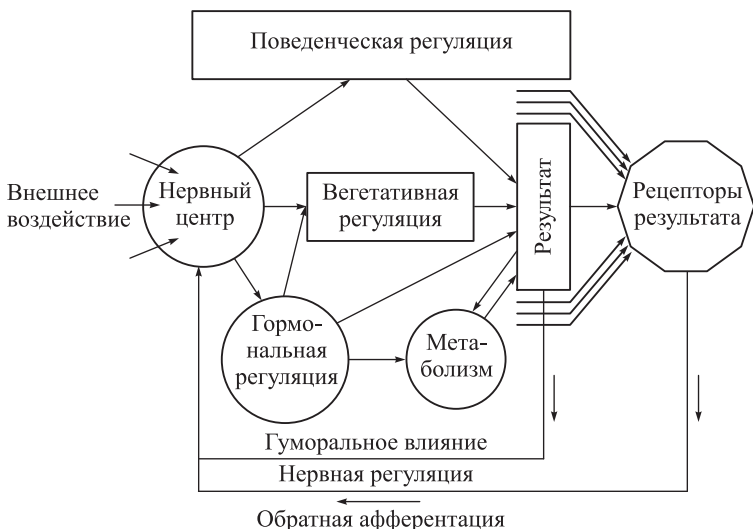 Поведенческая регуляция
Внешнее
воздействие
Нервный
центр
Вегетативная
регуляция
Результат
Рецепторы
результата
Гормо-
нальная
регуляция
Мета-
болизм
Гуморальное влияние
Нервная регуляция
Обратная афферентация